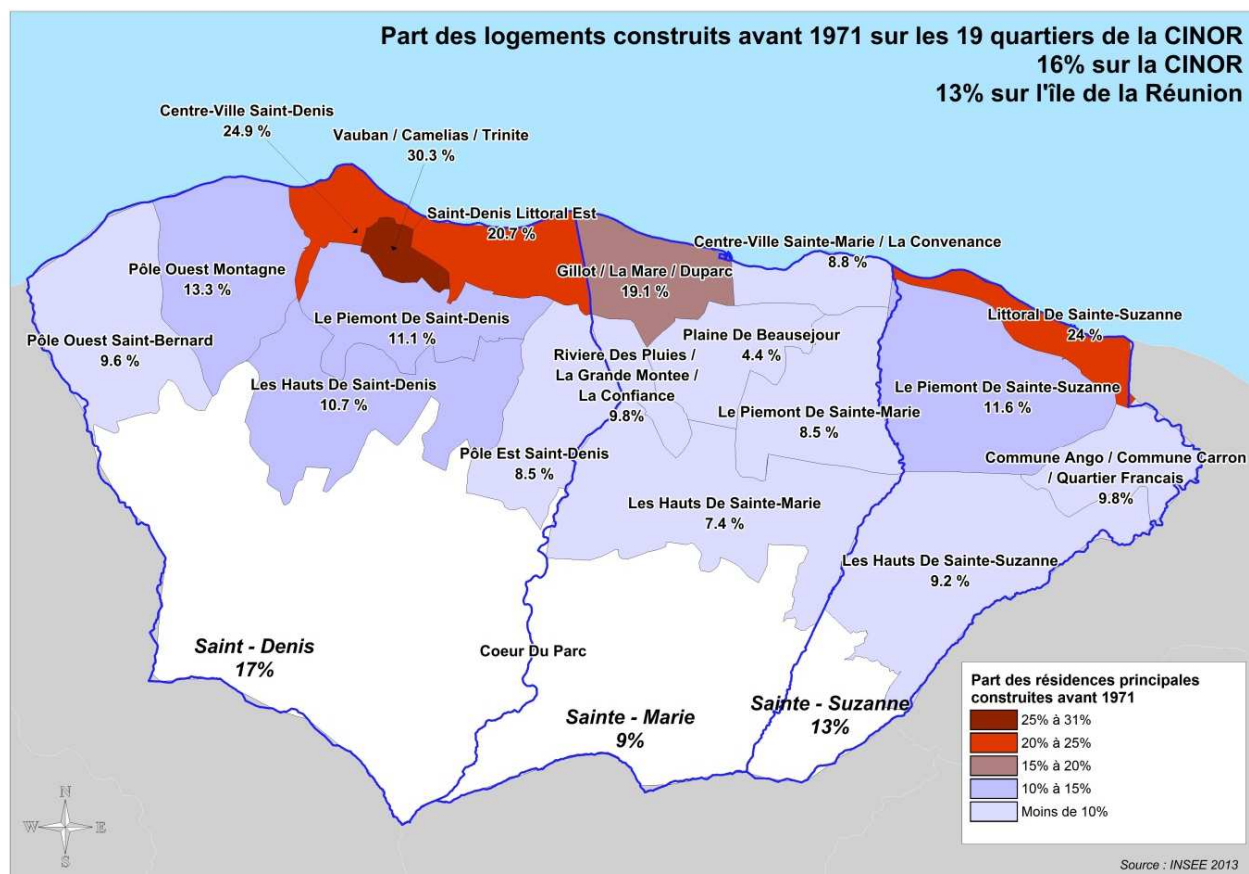 Part des logements construits avant 1971 sur les 19 quartiers de la CINOR
16% sur la CINOR
13% sur l'île de la Réunion
Centre-Ville Saint-Denis
24.9 %
Vauban / Camelias / Trinite
30.3 %
Saint-Denis Littoral Est
20.7 %
Centre-Ville Sainte-Marie / La Convenance
8.8 %
Pôle Ouest Montagne
13.3 %
Gillot / La Mare / Duparc
19.1 %
Littoral De Sainte-Suzanne
24 %
Le Piemont De Saint-Denis
11.1 %
Pôle Ouest Saint-Bernard
9.6 %
Plaine De Beausejour
4.4 %
Riviere Des Pluies /
La Grande Montee /
La Confiance
9.8%
Les Hauts De Saint-Denis
10.7 %
Le Piemont De Sainte-Suzanne
11.6 %
Le Piemont De Sainte-Marie
8.5 %
Pôle Est Saint-Denis
8.5 %
Commune Ango / Commune Carron
/ Quartier Francais
9.8%
Les Hauts De Sainte-Marie
7.4 %
Les Hauts De Sainte-Suzanne
9.2 %
Saint - Denis
17%
Coeur Du Parc
Sainte - Marie
9%
Sainte - Suzanne
13%
Part des résidences principales
construites avant 1971
25% à 31%
20% à 25%
15% à 20%
10% à 15%
Moins de 10%
N
W
E
S
Source : INSEE 2013